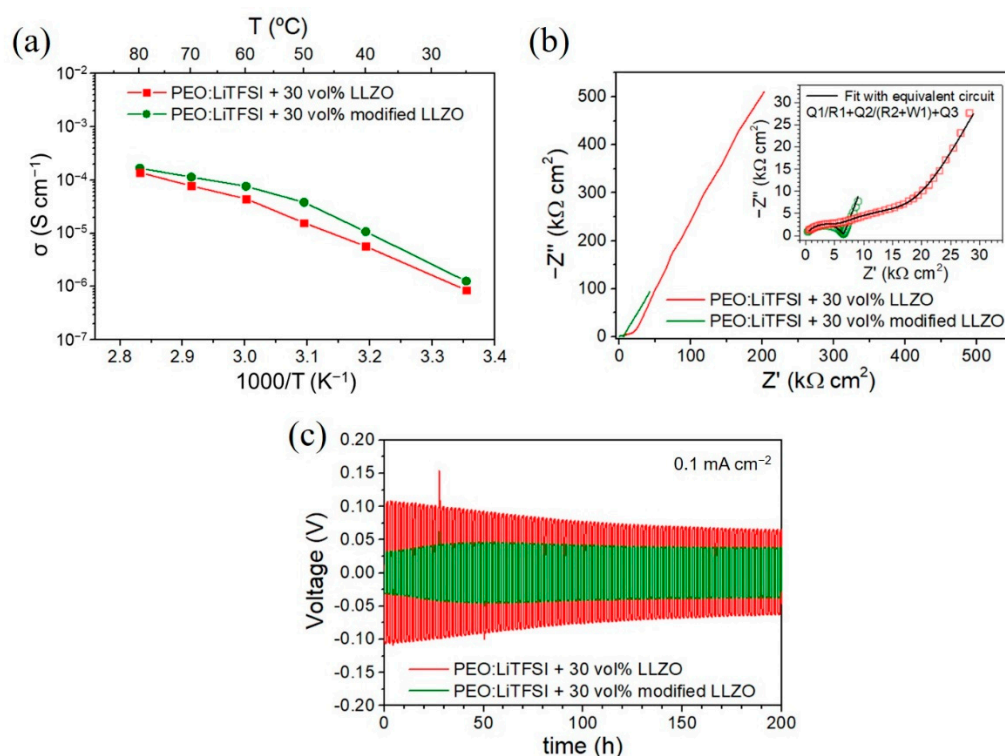 (a)
T (ºC)
80 70 60 50 40 30
10⁻²
10⁻³
10⁻⁴
10⁻⁵
10⁻⁶
10⁻⁷
σ (S cm⁻¹)
PEO:LiTFSI + 30 vol% LLZO
PEO:LiTFSI + 30 vol% modified LLZO
2.8 2.9 3.0 3.1 3.2 3.3 3.4
1000/T (K⁻¹)
(b)
500
400
300
200
100
0
−Z'' (kΩ cm²)
30
25
20
15
10
5
0
−Z'' (kΩ cm²)
Fit with equivalent circuit
Q1/R1+Q2/(R2+W1)+Q3
0 5 10 15 20 25 30
Z' (kΩ cm²)
PEO:LiTFSI + 30 vol% LLZO
PEO:LiTFSI + 30 vol% modified LLZO
0 100 200 300 400 500
Z' (kΩ cm²)
(c)
0.20
0.15
0.10
0.05
0.00
-0.05
-0.10
-0.15
-0.20
Voltage (V)
0.1 mA cm⁻²
PEO:LiTFSI + 30 vol% LLZO
PEO:LiTFSI + 30 vol% modified LLZO
0 50 100 150 200
time (h)